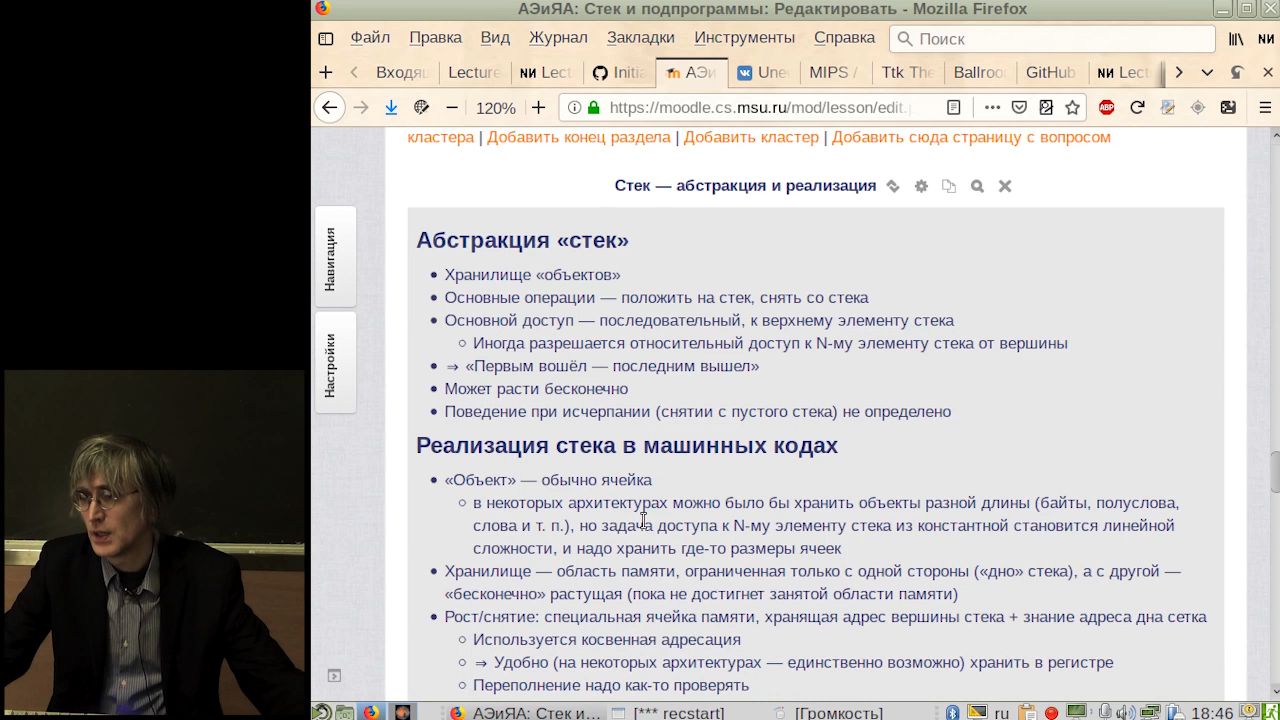 АЭиЯА: Стек и подпрограммы: Редактировать - Mozilla Firefox
Файл Правка Вид Журнал Закладки Инструменты Справка Поиск
Входящ Lecture Lect Initia АЭи Une MIPS / Ttk The Ballroo GitHub Lect
120% https://moodle.cs.msu.ru/mod/lesson/edit. ABP
кластера | Добавить конец раздела | Добавить кластер | Добавить сюда страницу с вопросом
Стек — абстракция и реализация
Навигация
Настройки
Абстракция «стек»
Хранилище «объектов»
Основные операции — положить на стек, снять со стека
Основной доступ — последовательный, к верхнему элементу стека
Иногда разрешается относительный доступ к N-му элементу стека от вершины
⇒ «Первым вошёл — последним вышел»
Может расти бесконечно
Поведение при исчерпании (снятии с пустого стека) не определено
Реализация стека в машинных кодах
«Объект» — обычно ячейка
в некоторых архитектурах можно было бы хранить объекты разной длины (байты, полуслова,
слова и т. п.), но задача доступа к N-му элементу стека из константной становится линейной
сложности, и надо хранить где-то размеры ячеек
Хранилище — область памяти, ограниченная только с одной стороны («дно» стека), а с другой —
«бесконечно» растущая (пока не достигнет занятой области памяти)
Рост/снятие: специальная ячейка памяти, хранящая адрес вершины стека + знание адреса дна сетка
Используется косвенная адресация
⇒ Удобно (на некоторых архитектурах — единственно возможно) хранить в регистре
Переполнение надо как-то проверять
АЭиЯА: Стек и… [*** recstart] [Громкость] ru 18:46